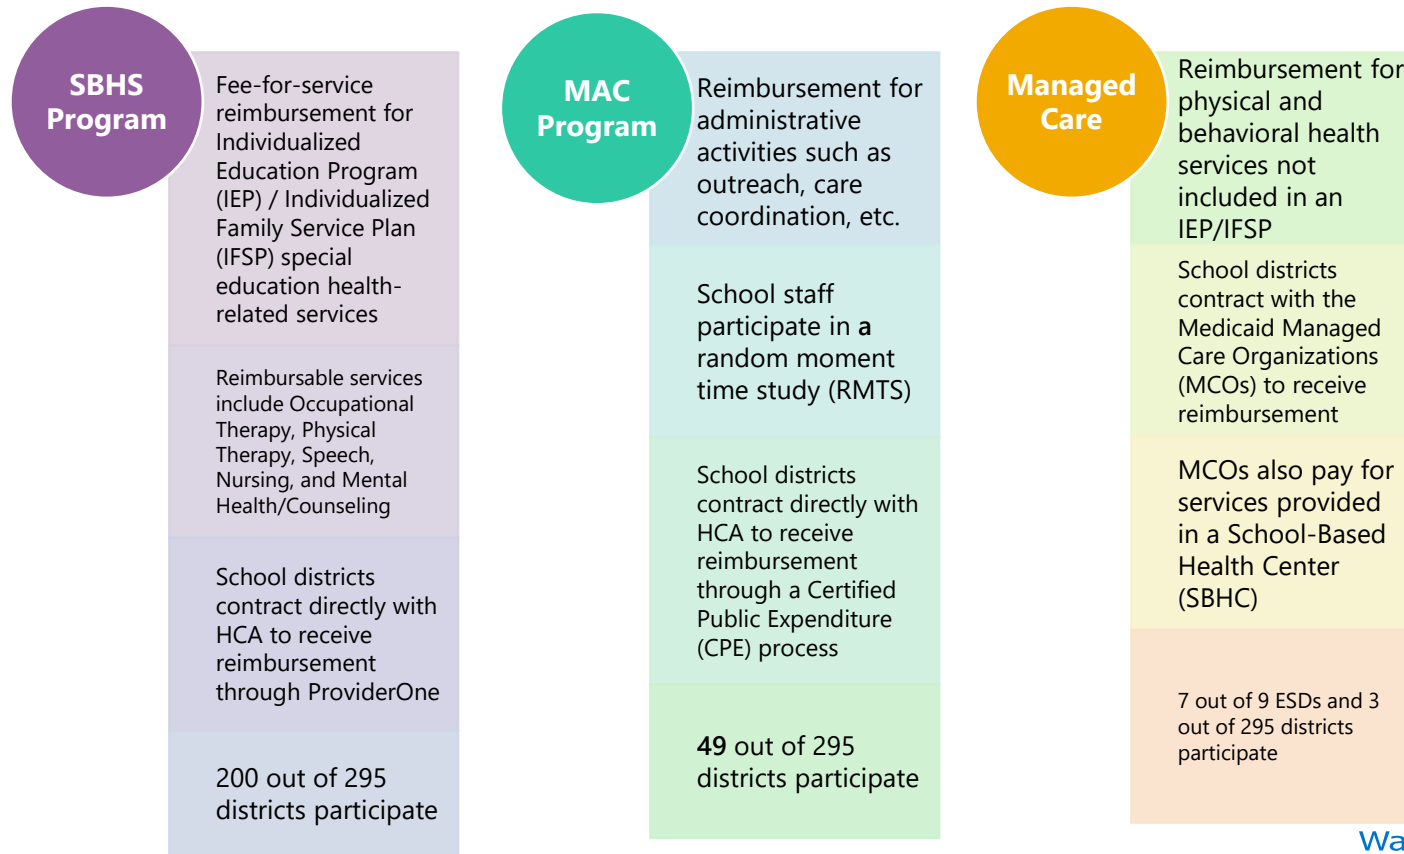 SBHS
Program
Fee-for-service
reimbursement for
Individualized
Education Program
(IEP) / Individualized
Family Service Plan
(IFSP) special
education health-
related services
Reimbursable services
include Occupational
Therapy, Physical
Therapy, Speech,
Nursing, and Mental
Health/Counseling
School districts
contract directly with
HCA to receive
reimbursement
through ProviderOne
200 out of 295
districts participate
MAC
Program
Reimbursement for
administrative
activities such as
outreach, care
coordination, etc.
School staff
participate in a
random moment
time study (RMTS)
School districts
contract directly with
HCA to receive
reimbursement
through a Certified
Public Expenditure
(CPE) process
49 out of 295
districts participate
Managed
Care
Reimbursement for
physical and
behavioral health
services not
included in an
IEP/IFSP
School districts
contract with the
Medicaid Managed
Care Organizations
(MCOs) to receive
reimbursement
MCOs also pay for
services provided
in a School-Based
Health Center
(SBHC)
7 out of 9 ESDs and 3
out of 295 districts
participate
Wa